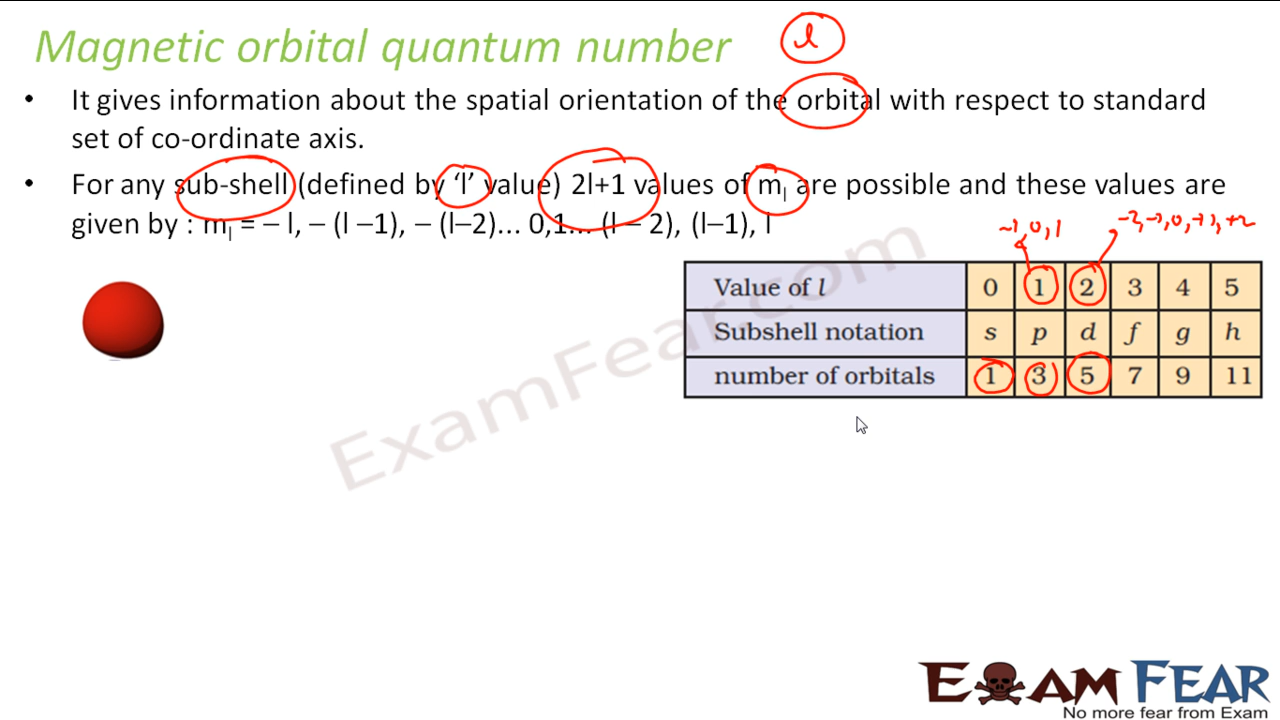 Magnetic orbital quantum number
l
• It gives information about the spatial orientation of the orbital with respect to standard
set of co-ordinate axis.
• For any sub-shell (defined by ‘l’ value) 2l+1 values of ml are possible and these values are
given by : ml = – l, – (l –1), – (l–2)... 0,1... (l – 2), (l–1), l
-1, 0, 1
-2, -1, 0, +1, +2
Value of l 0 1 2 3 4 5
Subshell notation s p d f g h
number of orbitals 1 3 5 7 9 11
ExamFear.com
EXAM FEAR
No more fear from Exam